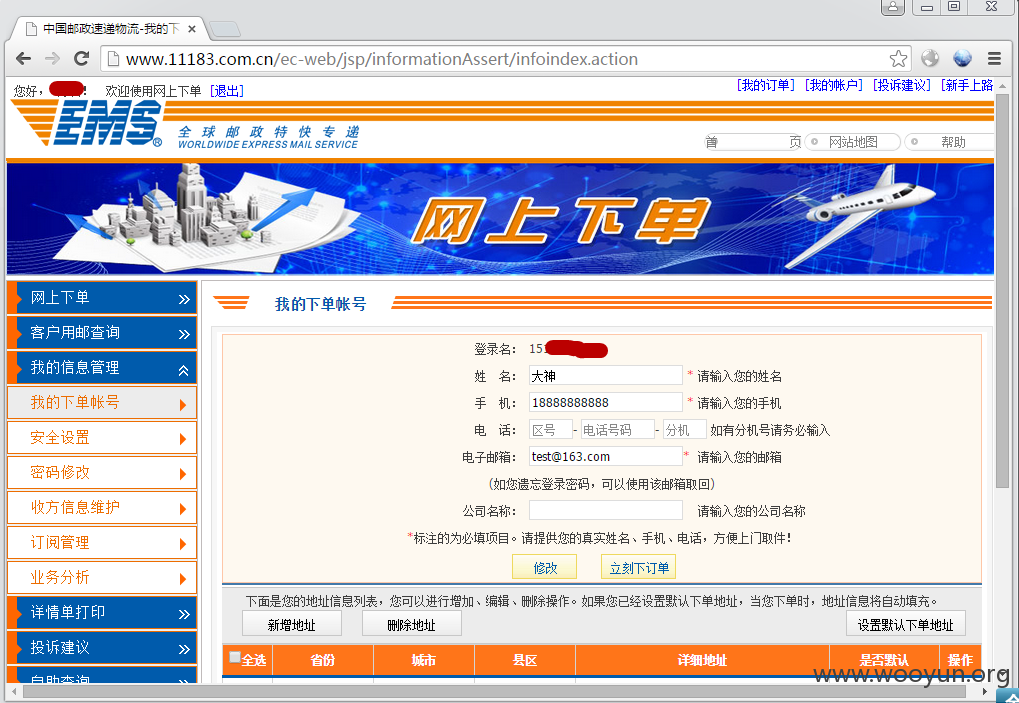 中国邮政速递物流-我的下
www.11183.com.cn/ec-web/jsp/informationAssert/infoindex.action
您好, ! 欢迎使用网上下单 [退出]
[我的订单] [我的帐户] [投诉建议] [新手上路
EMS®
全球邮政特快专递
WORLDWIDE EXPRESS MAIL SERVICE
首 页 网站地图 帮助
网上下单
网上下单
客户用邮查询
我的信息管理
我的下单帐号
安全设置
密码修改
收方信息维护
订阅管理
业务分析
详情单打印
投诉建议
自助查询
我的下单帐号
登录名: 15
姓 名: 大神 * 请输入您的姓名
手 机: 18888888888 * 请输入您的手机
电 话: 区号 - 电话号码 - 分机 如有分机号请务必输入
电子邮箱: test@163.com * 请输入您的邮箱
(如您遗忘登录密码，可以使用该邮箱取回)
公司名称: 请输入您的公司名称
*标注的为必填项目。请提供您的真实姓名、手机、电话，方便上门取件!
修改 立刻下订单
下面是您的地址信息列表，您可以进行增加、编辑、删除操作。如果您已经设置默认下单地址，当您下单时，地址信息将自动填充。
新增地址 删除地址 设置默认下单地址
全选 省份 城市 县区 详细地址 是否默认 操作
www.wooyun.org